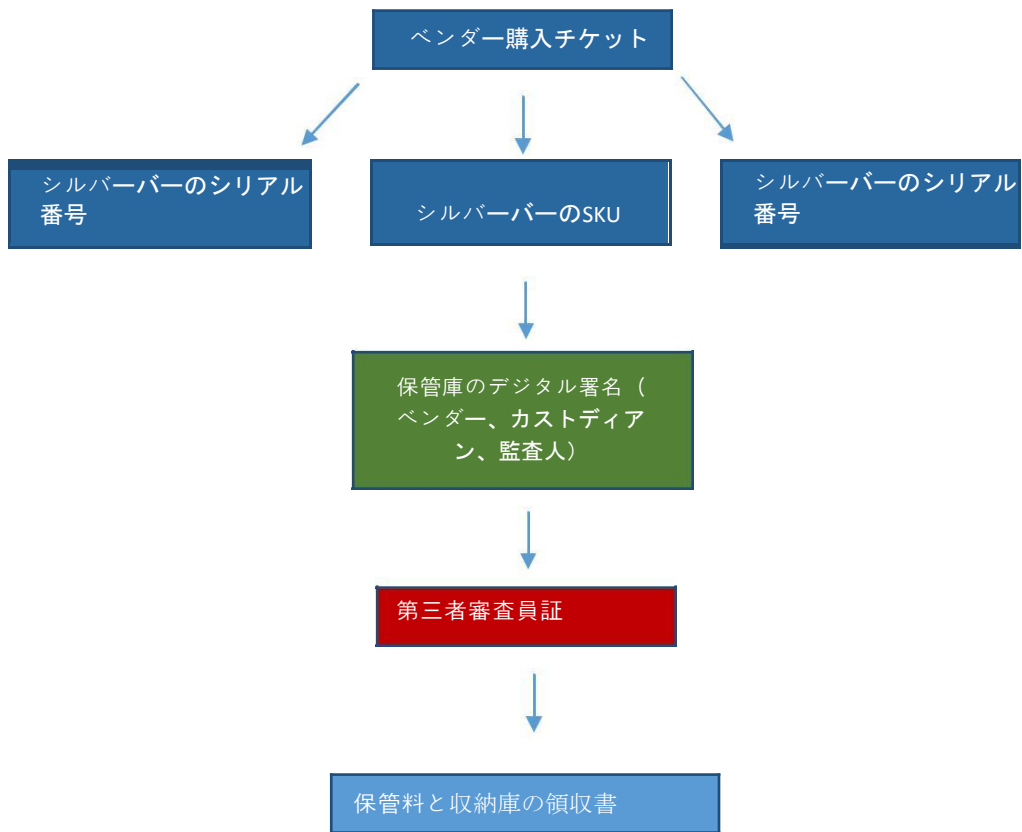 ベンダー購入チケット
シルバーバーのシリアル
番号
シルバーバーのSKU
シルバーバーのシリアル
番号
保管庫のデジタル署名（
ベンダー、カストディア
ン、監査人）
第三者審査員証
保管料と収納庫の領収書